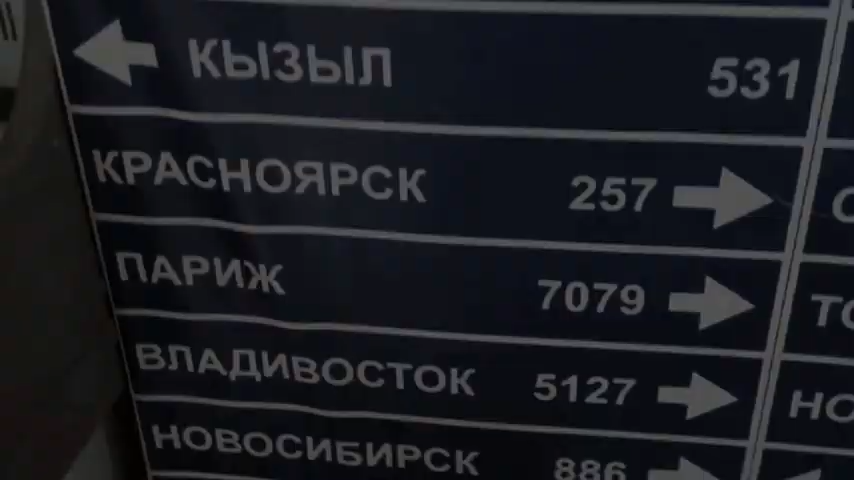 КЫЗЫЛ 531
КРАСНОЯРСК 257
ПАРИЖ 7079
ВЛАДИВОСТОК 5127
НОВОСИБИРСК 886